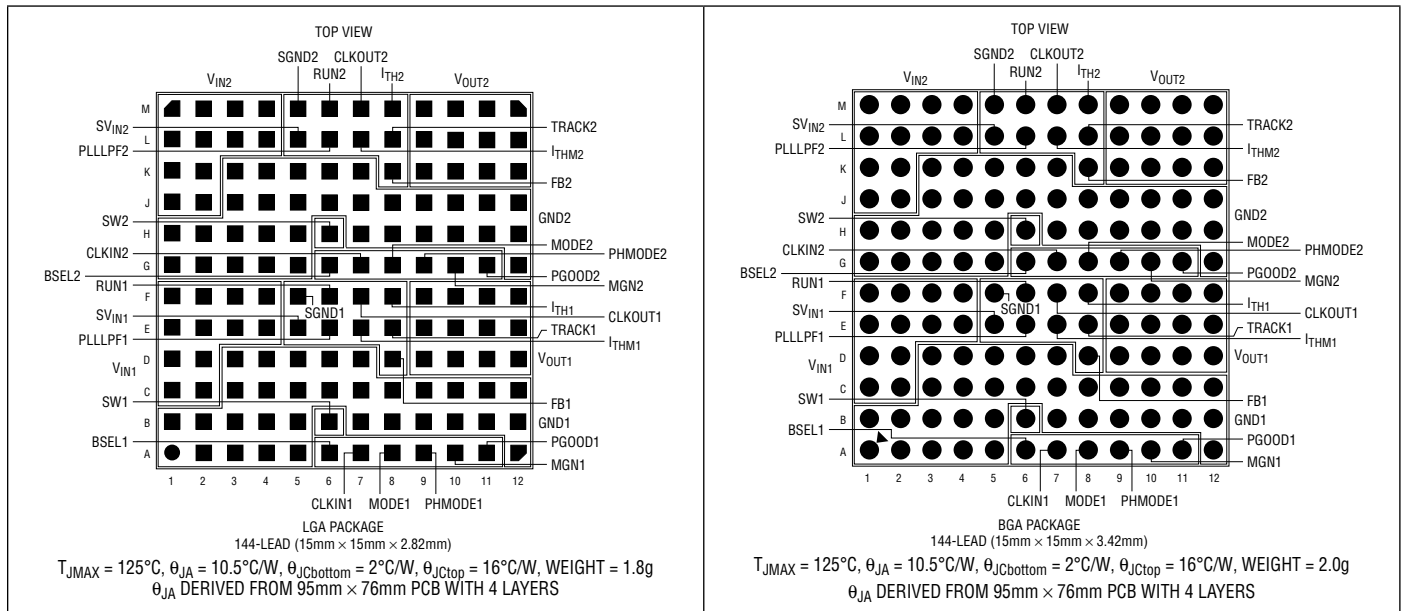 TOP VIEW
SGND2 CLKOUT2
VIN2 RUN2 ITH2 VOUT2
M
SVIN2 L TRACK2
PLLLPF2 ITHM2
K FB2
J
SW2 GND2
H
CLKIN2 MODE2
G PHMODE2
BSEL2 PGOOD2
RUN1 MGN2
F SGND1 ITH1
SVIN1 CLKOUT1
E TRACK1
PLLLPF1 ITHM1
VIN1 D VOUT1
C
SW1 FB1
B GND1
BSEL1 PGOOD1
A MGN1
1 2 3 4 5 6 7 8 9 10 11 12
CLKIN1 MODE1 PHMODE1
LGA PACKAGE
144-LEAD (15mm × 15mm × 2.82mm)
TJMAX = 125°C, θJA = 10.5°C/W, θJCbottom = 2°C/W, θJCtop = 16°C/W, WEIGHT = 1.8g
θJA DERIVED FROM 95mm × 76mm PCB WITH 4 LAYERS
TOP VIEW
SGND2 CLKOUT2
VIN2 RUN2 ITH2 VOUT2
M
SVIN2 L TRACK2
PLLLPF2 ITHM2
K FB2
J
SW2 GND2
H
CLKIN2 MODE2
G PHMODE2
BSEL2 PGOOD2
RUN1 MGN2
F SGND1 ITH1
SVIN1 CLKOUT1
E TRACK1
PLLLPF1 ITHM1
VIN1 D VOUT1
C
SW1 FB1
B GND1
BSEL1 PGOOD1
A MGN1
1 2 3 4 5 6 7 8 9 10 11 12
CLKIN1 MODE1 PHMODE1
BGA PACKAGE
144-LEAD (15mm × 15mm × 3.42mm)
TJMAX = 125°C, θJA = 10.5°C/W, θJCbottom = 2°C/W, θJCtop = 16°C/W, WEIGHT = 2.0g
θJA DERIVED FROM 95mm × 76mm PCB WITH 4 LAYERS